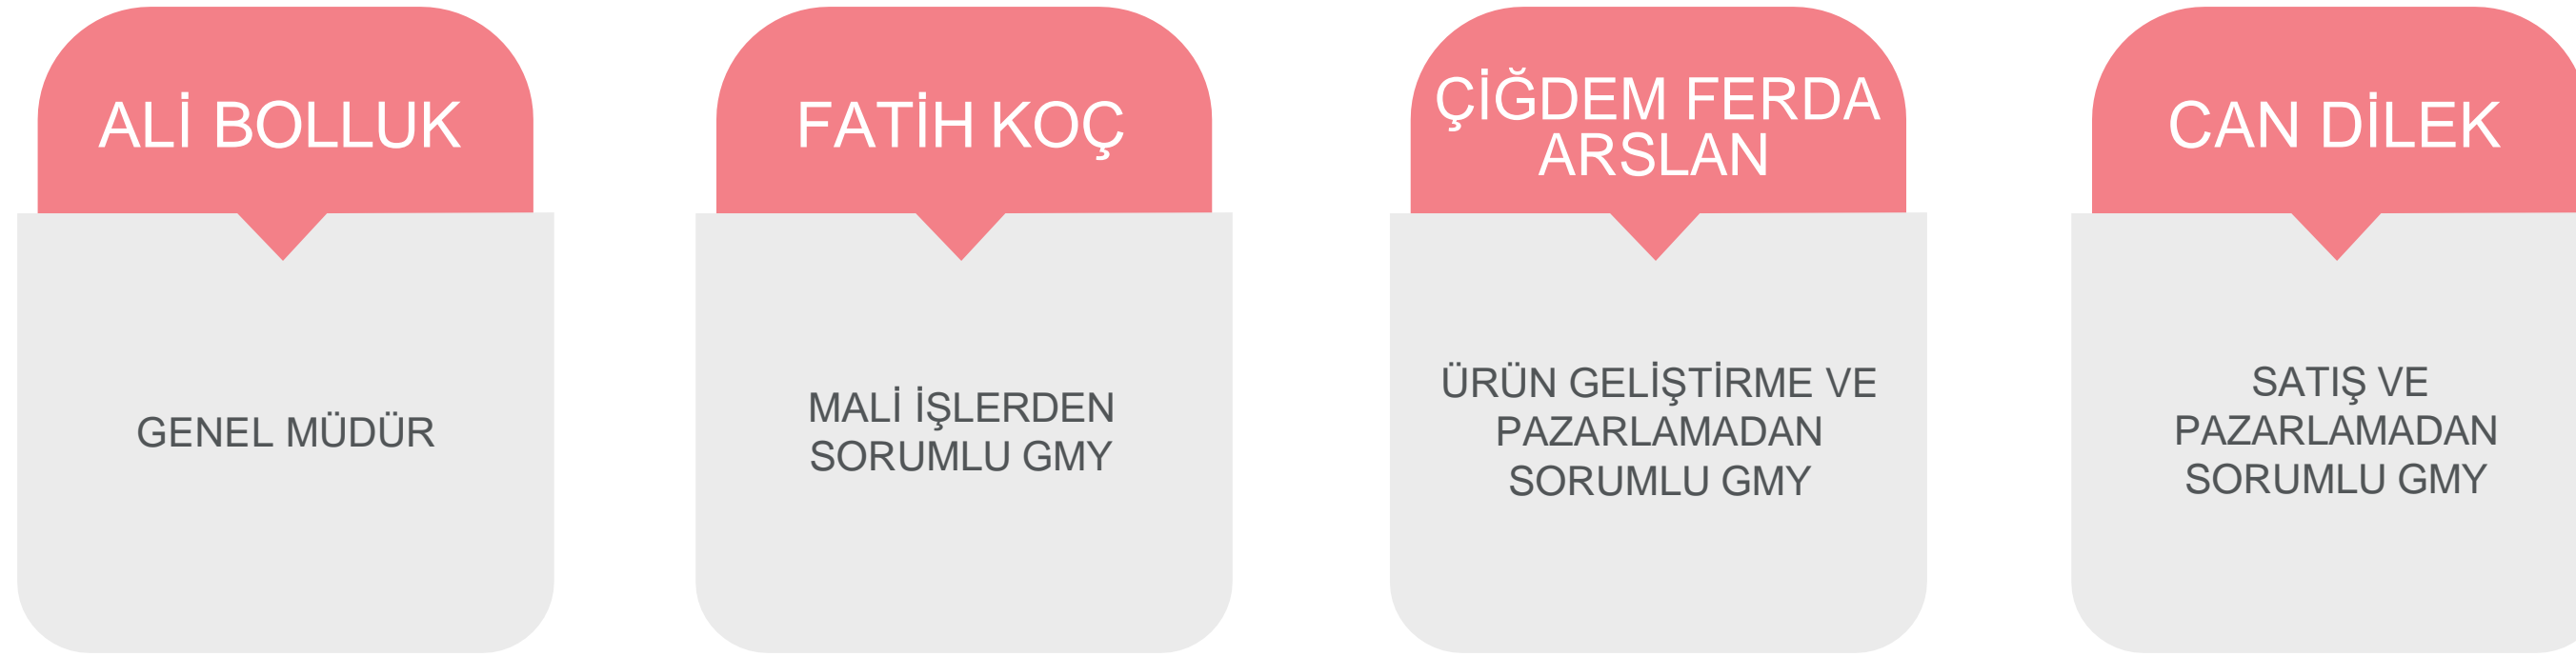 ALİ BOLLUK
GENEL MÜDÜR
FATİH KOÇ
MALİ İŞLERDEN
SORUMLU GMY
ÇİĞDEM FERDA
ARSLAN
ÜRÜN GELİŞTİRME VE
PAZARLAMADAN
SORUMLU GMY
CAN DİLEK
SATIŞ VE
PAZARLAMADAN
SORUMLU GMY